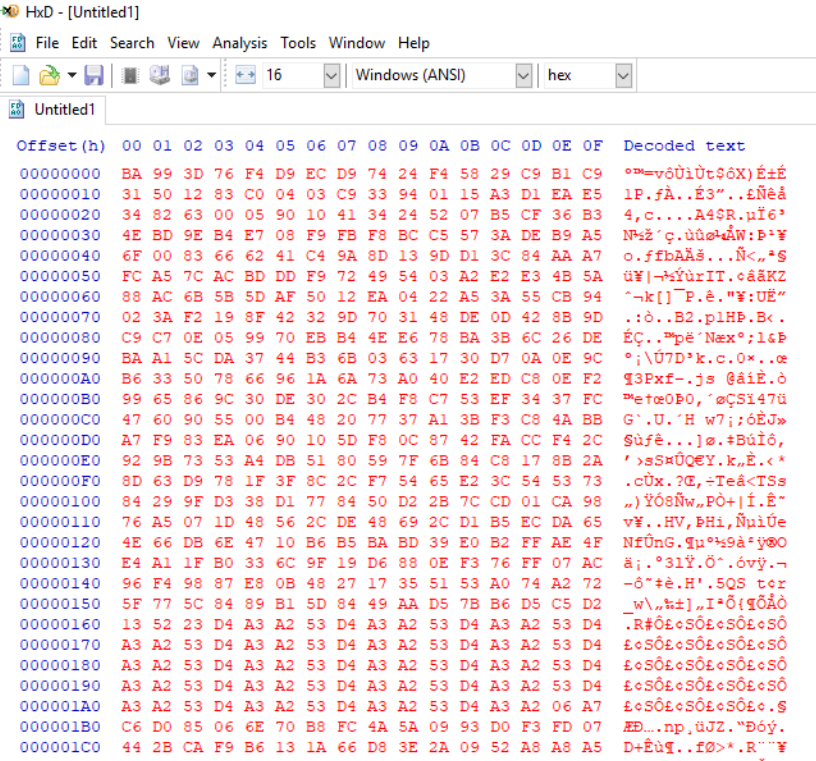 HxD - [Untitled1]
File Edit Search View Analysis Tools Window Help
16 Windows (ANSI) hex
Untitled1
Offset(h) 00 01 02 03 04 05 06 07 08 09 0A 0B 0C 0D 0E 0F Decoded text
00000000 BA 99 3D 76 F4 D9 EC D9 74 24 F4 58 29 C9 B1 C9 º™=vôÙìÙt$ôX)É±É
00000010 31 50 12 83 C0 04 03 C9 33 94 01 15 A3 D1 EA E5 1P.ƒÀ..É3”..£Ñêå
00000020 34 82 63 00 05 90 10 41 34 24 52 07 B5 CF 36 B3 4‚c....A4$R.µÏ6³
00000030 4E BD 9E B4 E7 08 F9 FB F8 BC C5 57 3A DE B9 A5 N½ž´ç.ùûø¼ÅW:Þ¹¥
00000040 6F 00 83 66 62 41 C4 9A 8D 13 9D D1 3C 84 AA A7 o.ƒfbAÄš...Ñ<„ª§
00000050 FC A5 7C AC BD DD F9 72 49 54 03 A2 E2 E3 4B 5A ü¥|¬½ÝùrIT.¢âãKZ
00000060 88 AC 6B 5B 5D AF 50 12 EA 04 22 A5 3A 55 CB 94 ˆ¬k[]¯P.ê."¥:UË”
00000070 02 3A F2 19 8F 42 32 9D 70 31 48 DE 0D 42 8B 9D .:ò..B2.p1HÞ.B‹.
00000080 C9 C7 0E 05 99 70 EB B4 4E E6 78 BA 3B 6C 26 DE ÉÇ..™pë´Næxº;l&Þ
00000090 BA A1 5C DA 37 44 B3 6B 03 63 17 30 D7 0A 0E 9C º¡\Ú7D³k.c.0×..œ
000000A0 B6 33 50 78 66 96 1A 6A 73 A0 40 E2 ED C8 0E F2 ¶3Pxf–.js @âíÈ.ò
000000B0 99 65 86 9C 30 DE 30 2C B4 F8 C7 53 EF 34 37 FC ™e†œ0Þ0,´øÇSï47ü
000000C0 47 60 90 55 00 B4 48 20 77 37 A1 3B F3 C8 4A BB G`.U.´H w7¡;óÈJ»
000000D0 A7 F9 83 EA 06 90 10 5D F8 0C 87 42 FA CC F4 2C §ùƒê...]ø.‡BúÌô,
000000E0 92 9B 73 53 A4 DB 51 80 59 7F 6B 84 C8 17 8B 2A ’›sS¤ÛQ€Y.k„È.‹*
000000F0 8D 63 D9 78 1F 3F 8C 2C F7 54 65 E2 3C 54 53 73 .cÙx.?Œ,÷Teâ<TSs
00000100 84 29 9F D3 38 D1 77 84 50 D2 2B 7C CD 01 CA 98 „)ŸÓ8Ñw„PÒ+|Í.Ê˜
00000110 76 A5 07 1D 48 56 2C DE 48 69 2C D1 B5 EC DA 65 v¥..HV,ÞHi,ÑµìÚe
00000120 4E 66 DB 6E 47 10 B6 B5 BA BD 39 E0 B2 FF AE 4F NfÛnG.¶µº½9à²ÿ®O
00000130 E4 A1 1F B0 33 6C 9F 19 D6 88 0E F3 76 FF 07 AC ä¡.°3lŸ.Öˆ.óvÿ.¬
00000140 96 F4 98 87 E8 0B 48 27 17 35 51 53 A0 74 A2 72 –ô˜‡è.H'.5QS t¢r
00000150 5F 77 5C 84 89 B1 5D 84 49 AA D5 7B B6 D5 C5 D2 _w\„‰±]„IªÕ{¶ÕÅÒ
00000160 13 52 23 D4 A3 A2 53 D4 A3 A2 53 D4 A3 A2 53 D4 .R#Ô£¢SÔ£¢SÔ£¢SÔ
00000170 A3 A2 53 D4 A3 A2 53 D4 A3 A2 53 D4 A3 A2 53 D4 £¢SÔ£¢SÔ£¢SÔ£¢SÔ
00000180 A3 A2 53 D4 A3 A2 53 D4 A3 A2 53 D4 A3 A2 53 D4 £¢SÔ£¢SÔ£¢SÔ£¢SÔ
00000190 A3 A2 53 D4 A3 A2 53 D4 A3 A2 53 D4 A3 A2 53 D4 £¢SÔ£¢SÔ£¢SÔ£¢SÔ
000001A0 A3 A2 53 D4 A3 A2 53 D4 A3 A2 53 D4 A3 A2 06 A7 £¢SÔ£¢SÔ£¢SÔ£¢.§
000001B0 C6 D0 85 06 6E 70 B8 FC 4A 5A 09 93 D0 F3 FD 07 ÆÐ….np¸üJZ.“Ðóý.
000001C0 44 2B CA F9 B6 13 1A 66 D8 3E 2A 09 52 A8 A8 A5 D+Êù¶..fØ>*.R¨¨¥